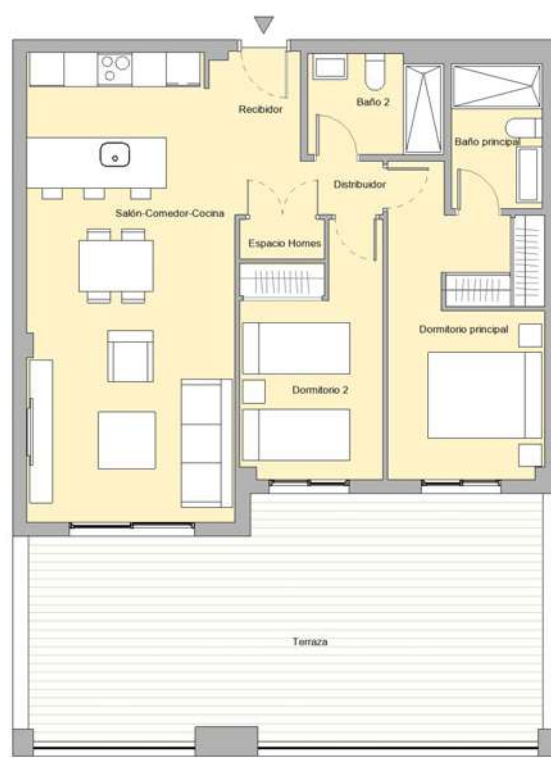 Recibidor
Baño 2
Baño principal
Distribuidor
Salón-Comedor-Cocina
Espacio Homes
Dormitorio principal
Dormitorio 2
Terraza